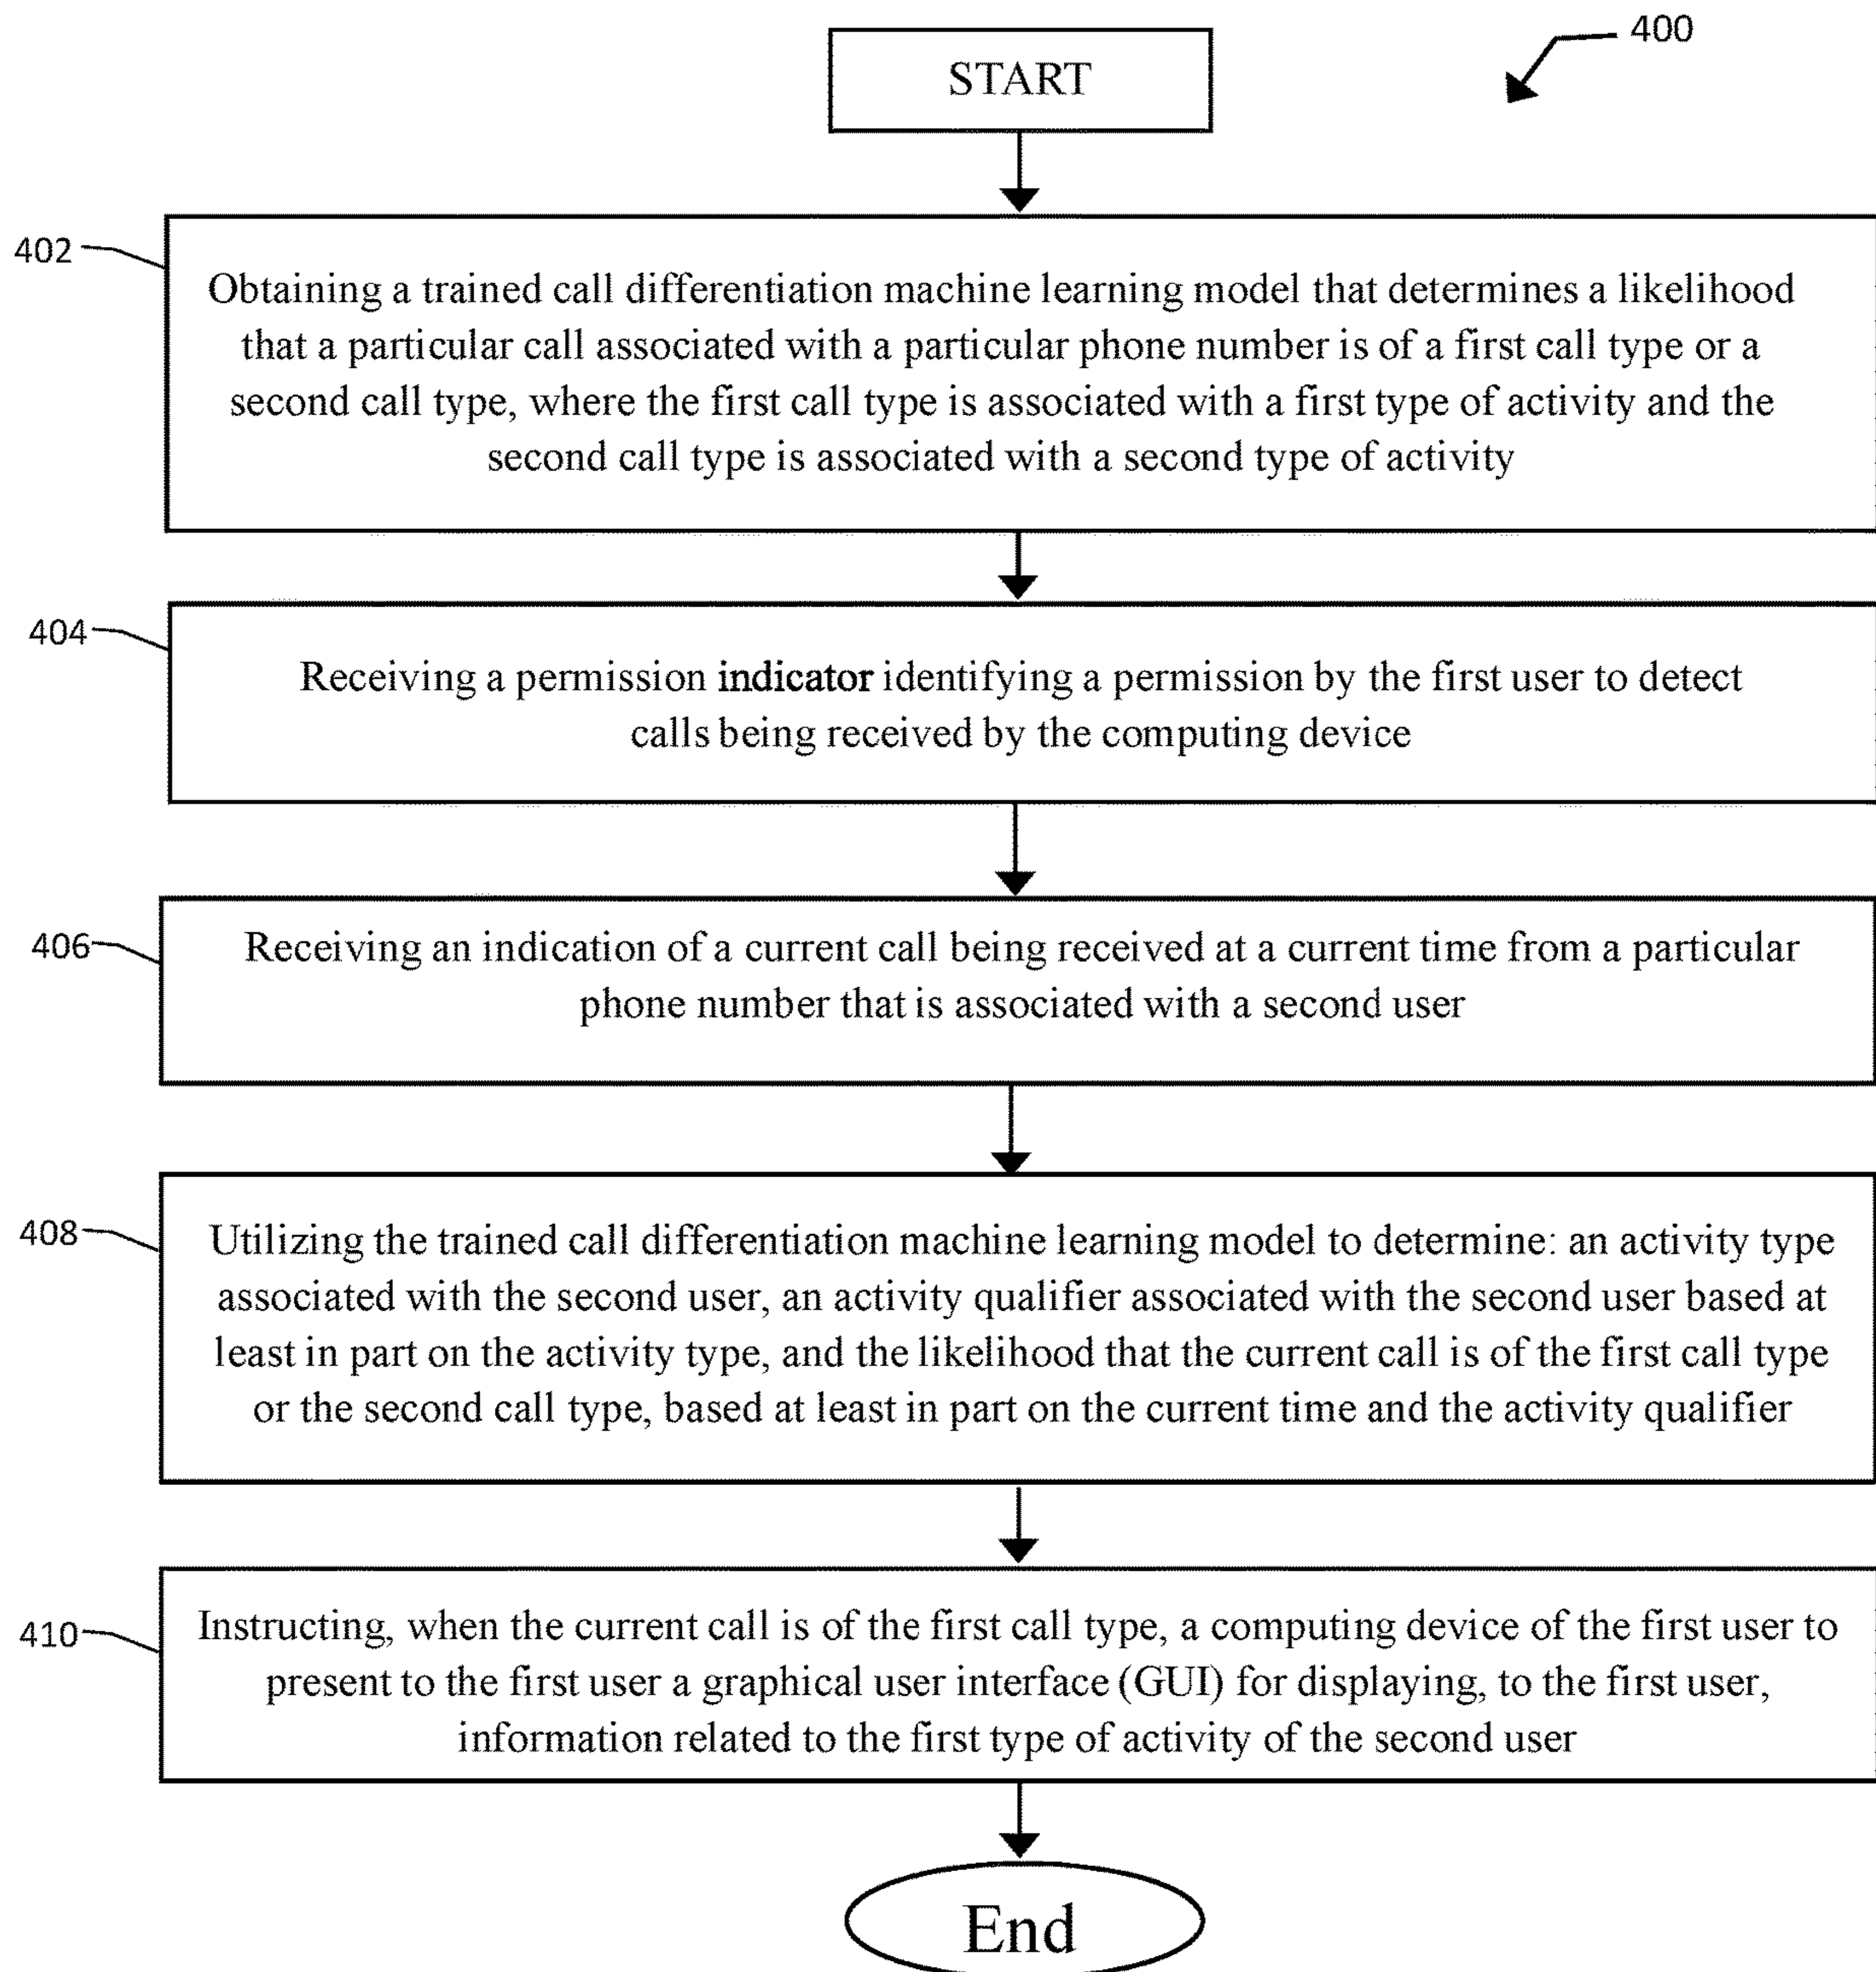 400
START
402
Obtaining a trained call differentiation machine learning model that determines a likelihood
that a particular call associated with a particular phone number is of a first call type or a
second call type, where the first call type is associated with a first type of activity and the
second call type is associated with a second type of activity
404
Receiving a permission indicator identifying a permission by the first user to detect
calls being received by the computing device
406
Receiving an indication of a current call being received at a current time from a particular
phone number that is associated with a second user
408
Utilizing the trained call differentiation machine learning model to determine: an activity type
associated with the second user, an activity qualifier associated with the second user based at
least in part on the activity type, and the likelihood that the current call is of the first call type
or the second call type, based at least in part on the current time and the activity qualifier
410
Instructing, when the current call is of the first call type, a computing device of the first user to
present to the first user a graphical user interface (GUI) for displaying, to the first user,
information related to the first type of activity of the second user
End